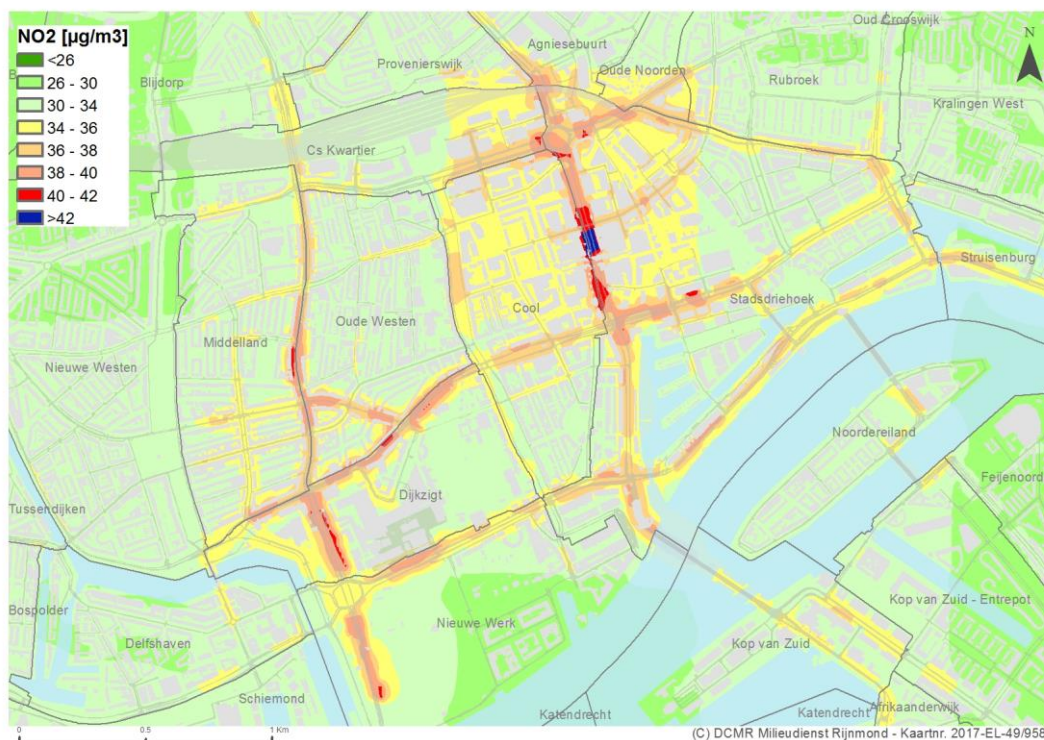 NO2 [µg/m3]
<26
26 - 30
30 - 34
34 - 36
36 - 38
38 - 40
40 - 42
>42
Oud Crooswijk
N
Agniesebuurt
Provenierswijk
Oude Noorden
Blijdorp
Rubroek
Kralingen West
Cs Kwartier
Struisenburg
Stadsdriehoek
Cool
Oude Westen
Middelland
Nieuwe Westen
Noordereiland
Feijenoord
Dijkzigt
Tussendijken
Kop van Zuid - Entrepot
Bospolder
Nieuwe Werk
Delfshaven
Kop van Zuid
Schiemond
Afrikaanderwijk
Katendrecht
Katendrecht
0 0.5 1 Km
(C) DCMR Milieudienst Rijnmond - Kaartnr. 2017-EL-49/958